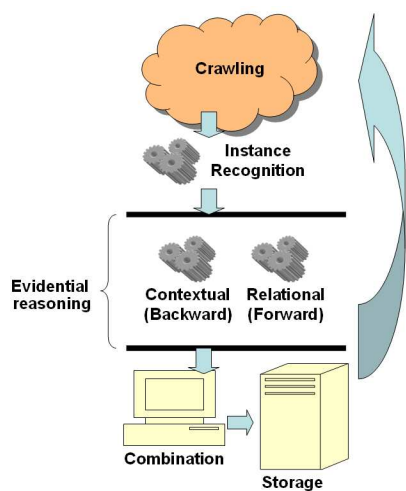 Crawling
Instance
Recognition
Evidential
reasoning
Contextual
(Backward)
Relational
(Forward)
Combination
Storage